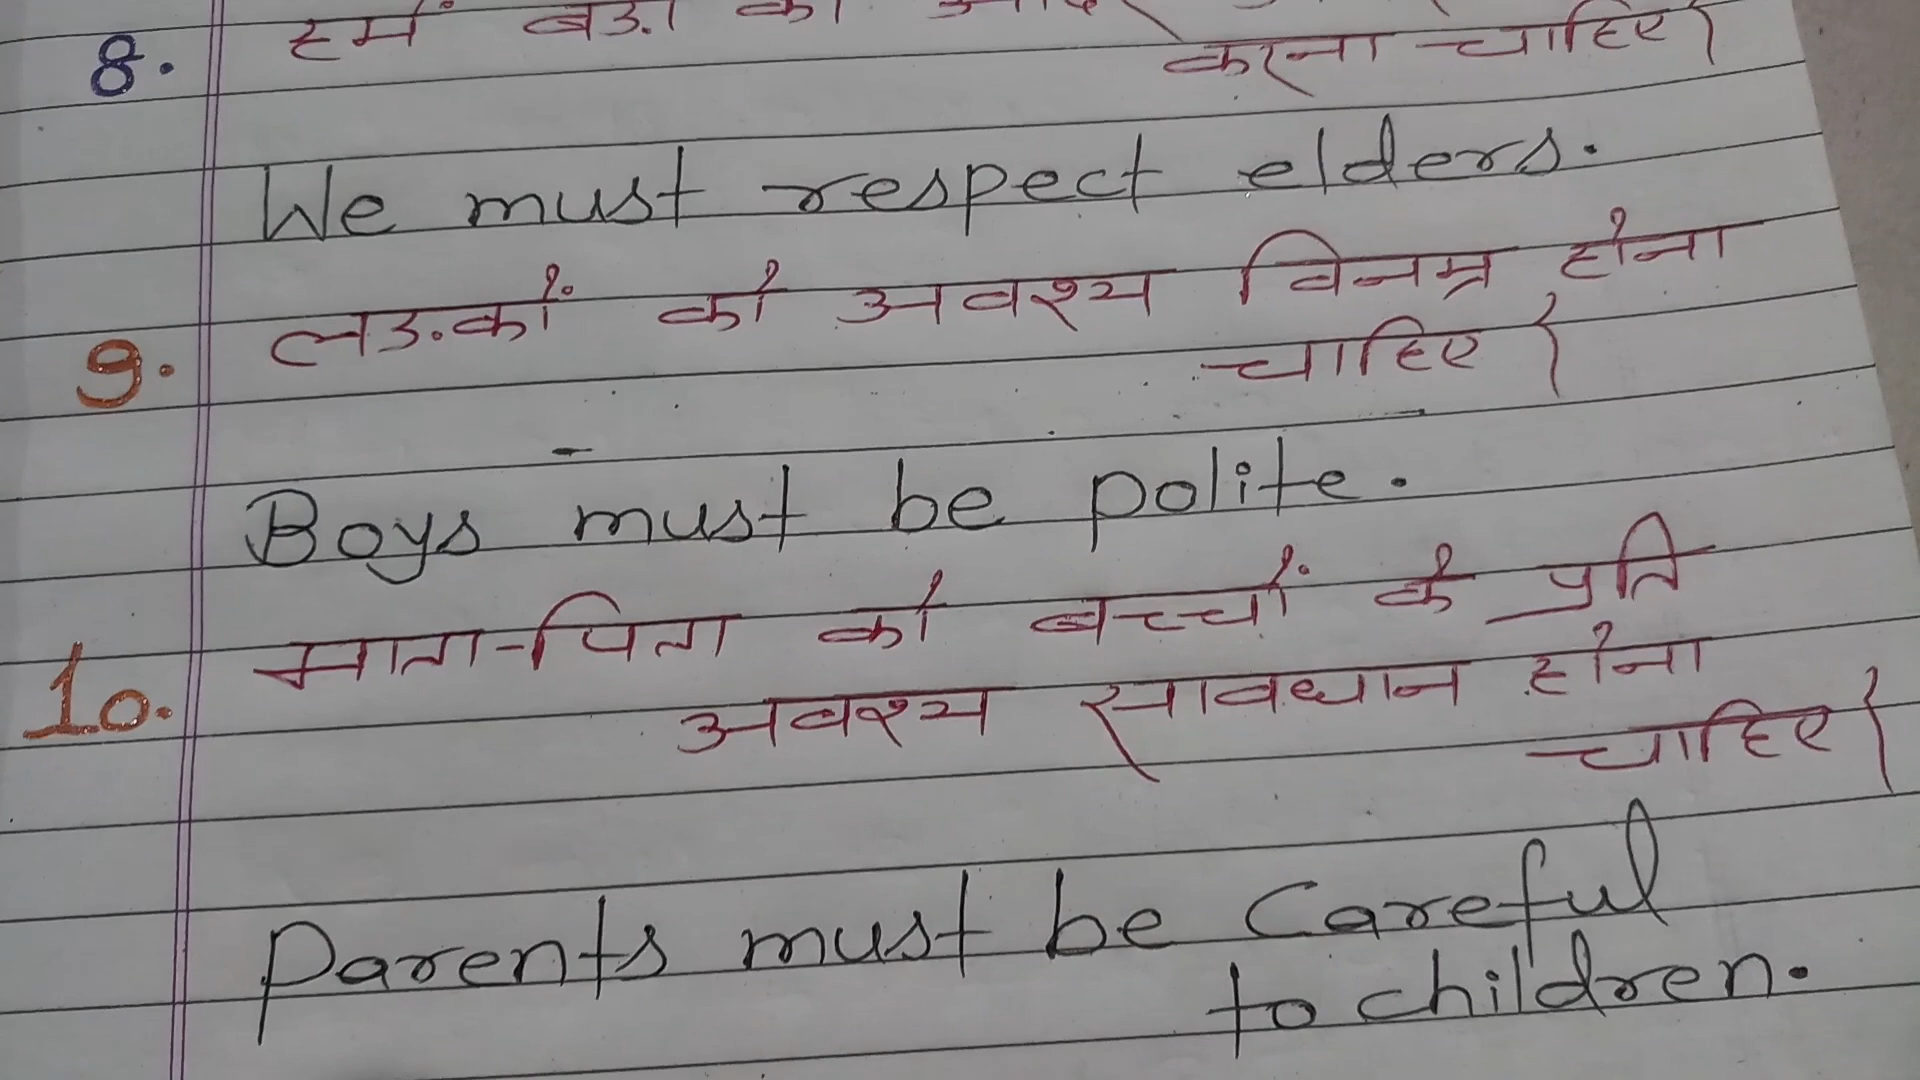 8. हमें बड़ों का आदर
करना चाहिए।
We must respect elders.
9. लड़कों को अवश्य विनम्र होना
चाहिए।
Boys must be polite.
10. माता-पिता को बच्चों के प्रति
अवश्य सावधान होना
चाहिए।
Parents must be Careful
to children.